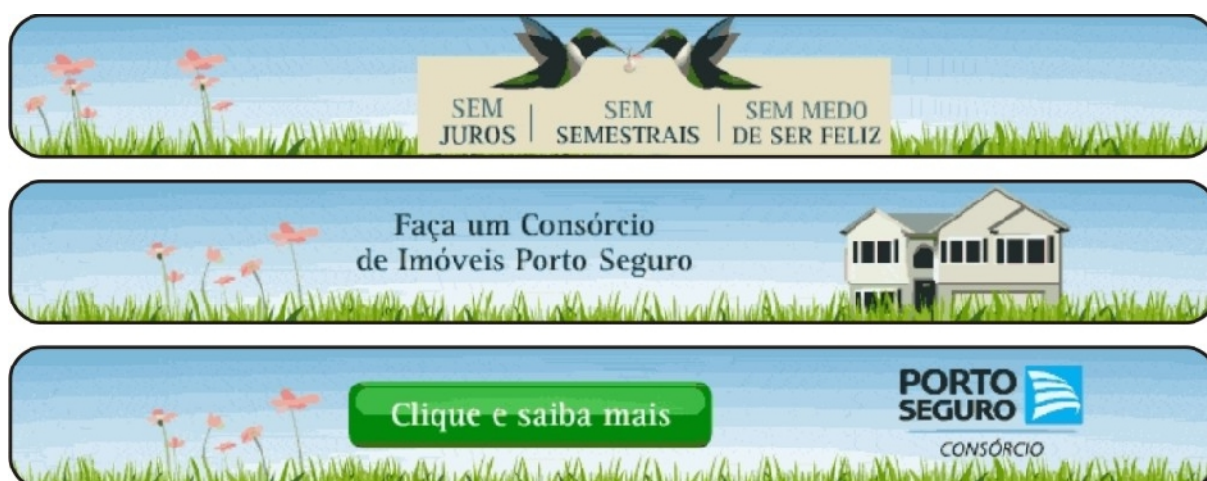 SEM JUROS | SEM SEMESTRAIS | SEM MEDO DE SER FELIZ
Faça um Consórcio
de Imóveis Porto Seguro
Clique e saiba mais
PORTO
SEGURO
CONSÓRCIO